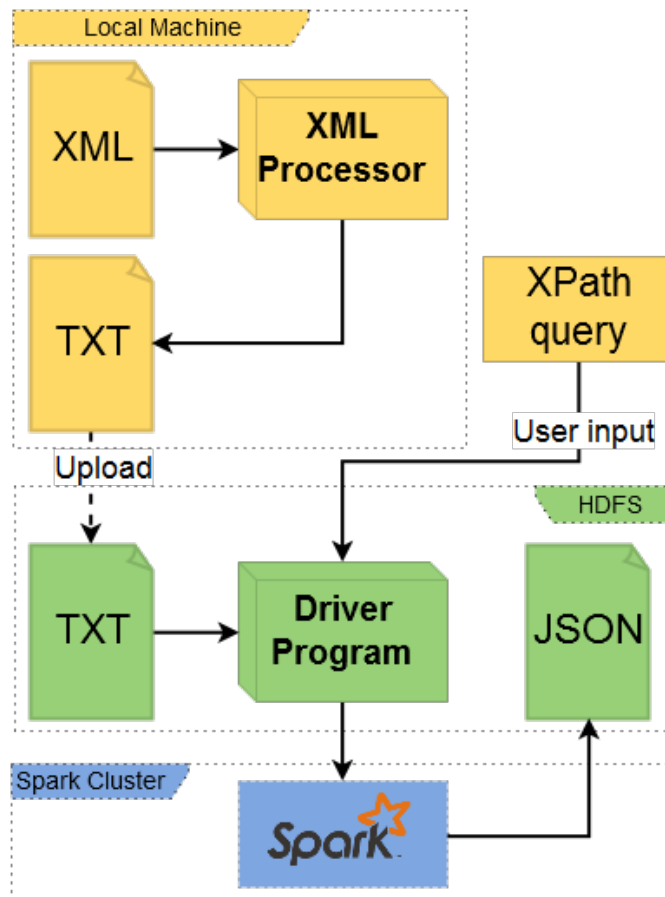 Local Machine
XML
XML
Processor
TXT
XPath
query
User input
Upload
HDFS
TXT
Driver
Program
JSON
Spark Cluster
Spark